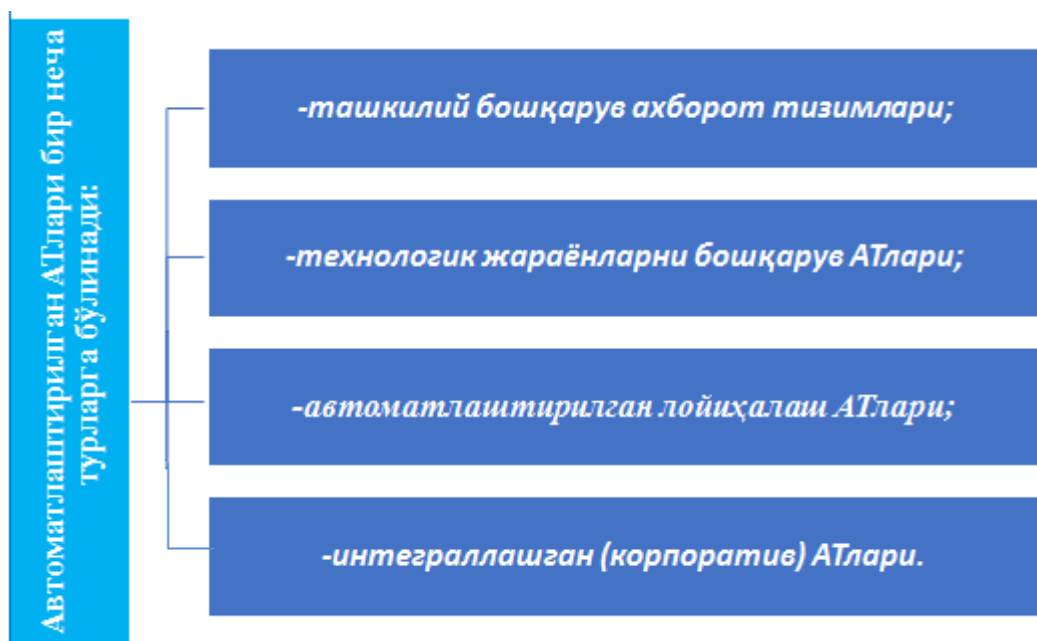 Автоматлаштирилган АТлари бир неча
турларга бўлинади:
-ташкилий бошқарув ахборот тизимлари;
-технологик жараёнларни бошқарув АТлари;
-автоматлаштирилган лойиҳалаш АТлари;
-интеграллашган (корпоратив) АТлари.